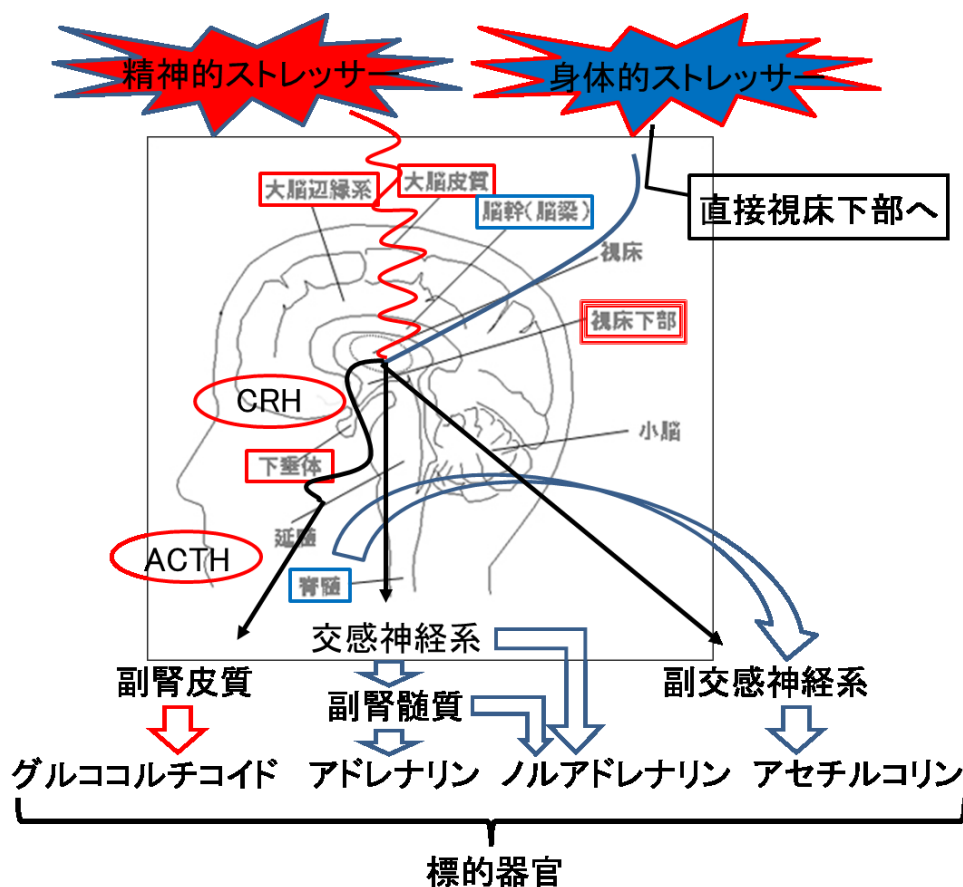 精神的ストレッサー
身体的ストレッサー
大脳辺縁系
大脳皮質
脳幹(脳梁)
直接視床下部へ
視床
視床下部
CRH
小脳
下垂体
延髄
ACTH
脊髄
交感神経系
副腎皮質
副腎髄質
副交感神経系
グルココルチコイド
アドレナリン
ノルアドレナリン
アセチルコリン
標的器官